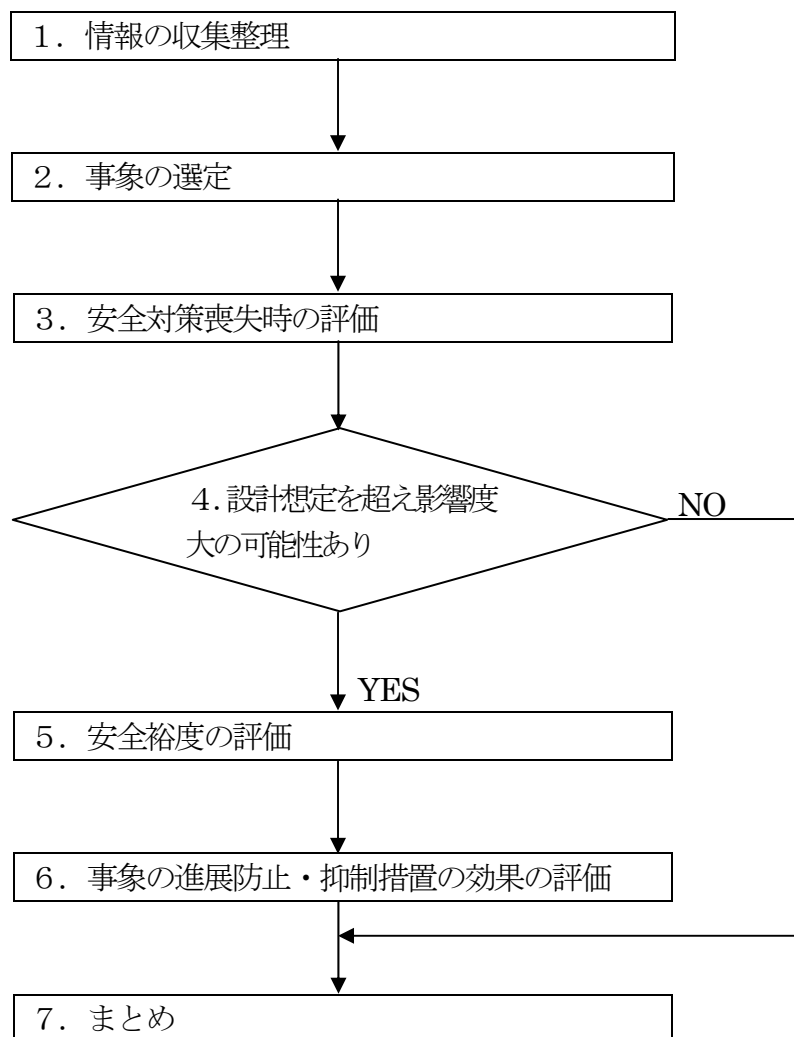 １．情報の収集整理
２．事象の選定
３．安全対策喪失時の評価
４.設計想定を超え影響度
大の可能性あり
NO
YES
５．安全裕度の評価
６．事象の進展防止・抑制措置の効果の評価
７．まとめ